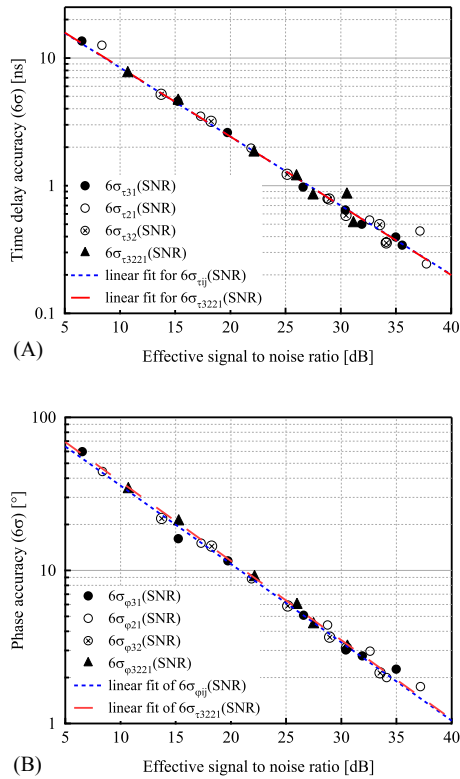 10
1
0.1
Time delay accuracy (6σ) [ns]
6στ31(SNR)
6στ21(SNR)
6στ32(SNR)
6στ3221(SNR)
linear fit for 6στij(SNR)
linear fit for 6στ3221(SNR)
5 10 15 20 25 30 35 40
(A)
Effective signal to noise ratio [dB]
100
10
1
Phase accuracy (6σ) [°]
6σφ31(SNR)
6σφ21(SNR)
6σφ32(SNR)
6σφ3221(SNR)
linear fit of 6σφij(SNR)
linear fit of 6στ3221(SNR)
5 10 15 20 25 30 35 40
(B)
Effective signal to noise ratio [dB]